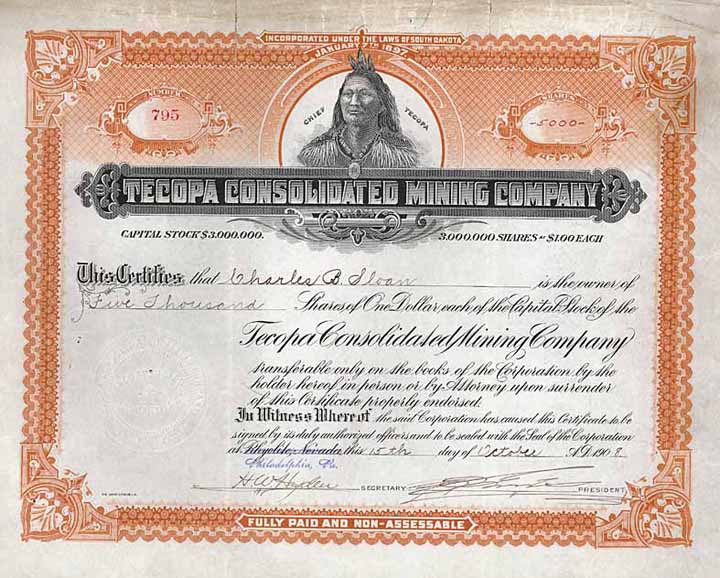 INCORPORATED UNDER THE LAWS OF SOUTH DAKOTA
JANUARY 7TH 1897
NUMBER
SHARES
795
-5000-
CHIEF TECOPA
TECOPA CONSOLIDATED MINING COMPANY
CAPITAL STOCK $3.000.000.
3.000.000 SHARES - $1.00 EACH
This Certifies that Charles B. Sloan is the owner of
Five Thousand Shares of One Dollar each of the Capital Stock of the
Tecopa Consolidated Mining Company
transferable only on the books of the Corporation by the
holder hereof in person or by Attorney upon surrender
of this Certificate properly endorsed.
In Witness Whereof the said Corporation has caused this Certificate to be
signed by its duly authorized officers and to be sealed with the Seal of the Corporation
at Rhyolite, Nevada this 15th day of October A.D. 1908
Philadelphia, Pa.
SECRETARY
PRESIDENT
FULLY PAID AND NON-ASSESSABLE